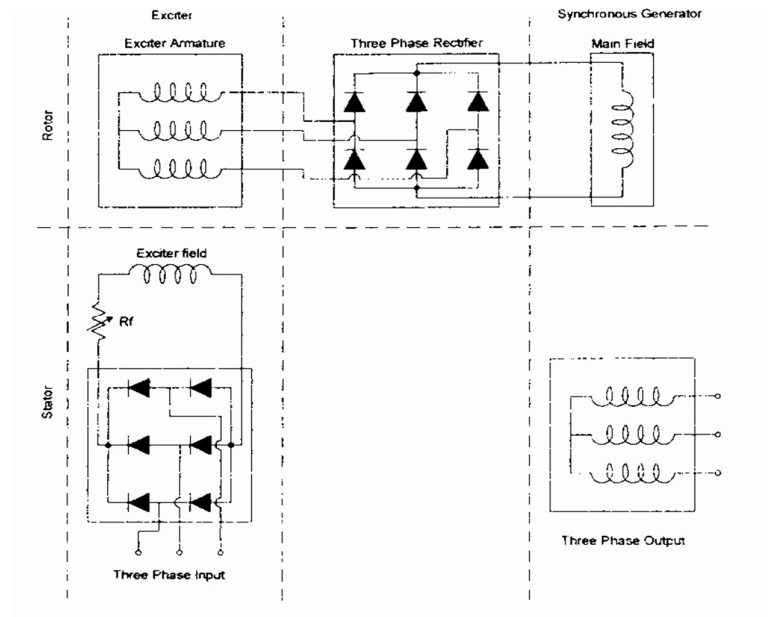 Exciter
Synchronous Generator
Exciter Armature
Three Phase Rectifier
Main Field
Rotor
Exciter field
Rf
Stator
Three Phase Output
Three Phase Input